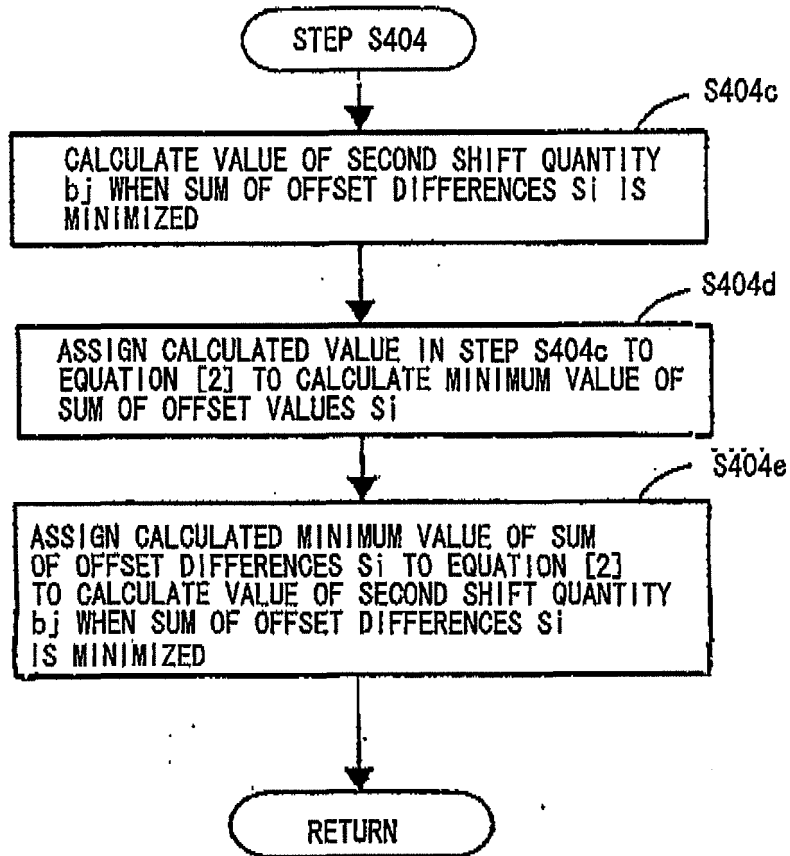 STEP S404
S404c
CALCULATE VALUE OF SECOND SHIFT QUANTITY
bj WHEN SUM OF OFFSET DIFFERENCES Si IS
MINIMIZED
S404d
ASSIGN CALCULATED VALUE IN STEP S404c TO
EQUATION [2] TO CALCULATE MINIMUM VALUE OF
SUM OF OFFSET VALUES Si
S404e
ASSIGN CALCULATED MINIMUM VALUE OF SUM
OF OFFSET DIFFERENCES Si TO EQUATION [2]
TO CALCULATE VALUE OF SECOND SHIFT QUANTITY
bj WHEN SUM OF OFFSET DIFFERENCES Si
IS MINIMIZED
RETURN